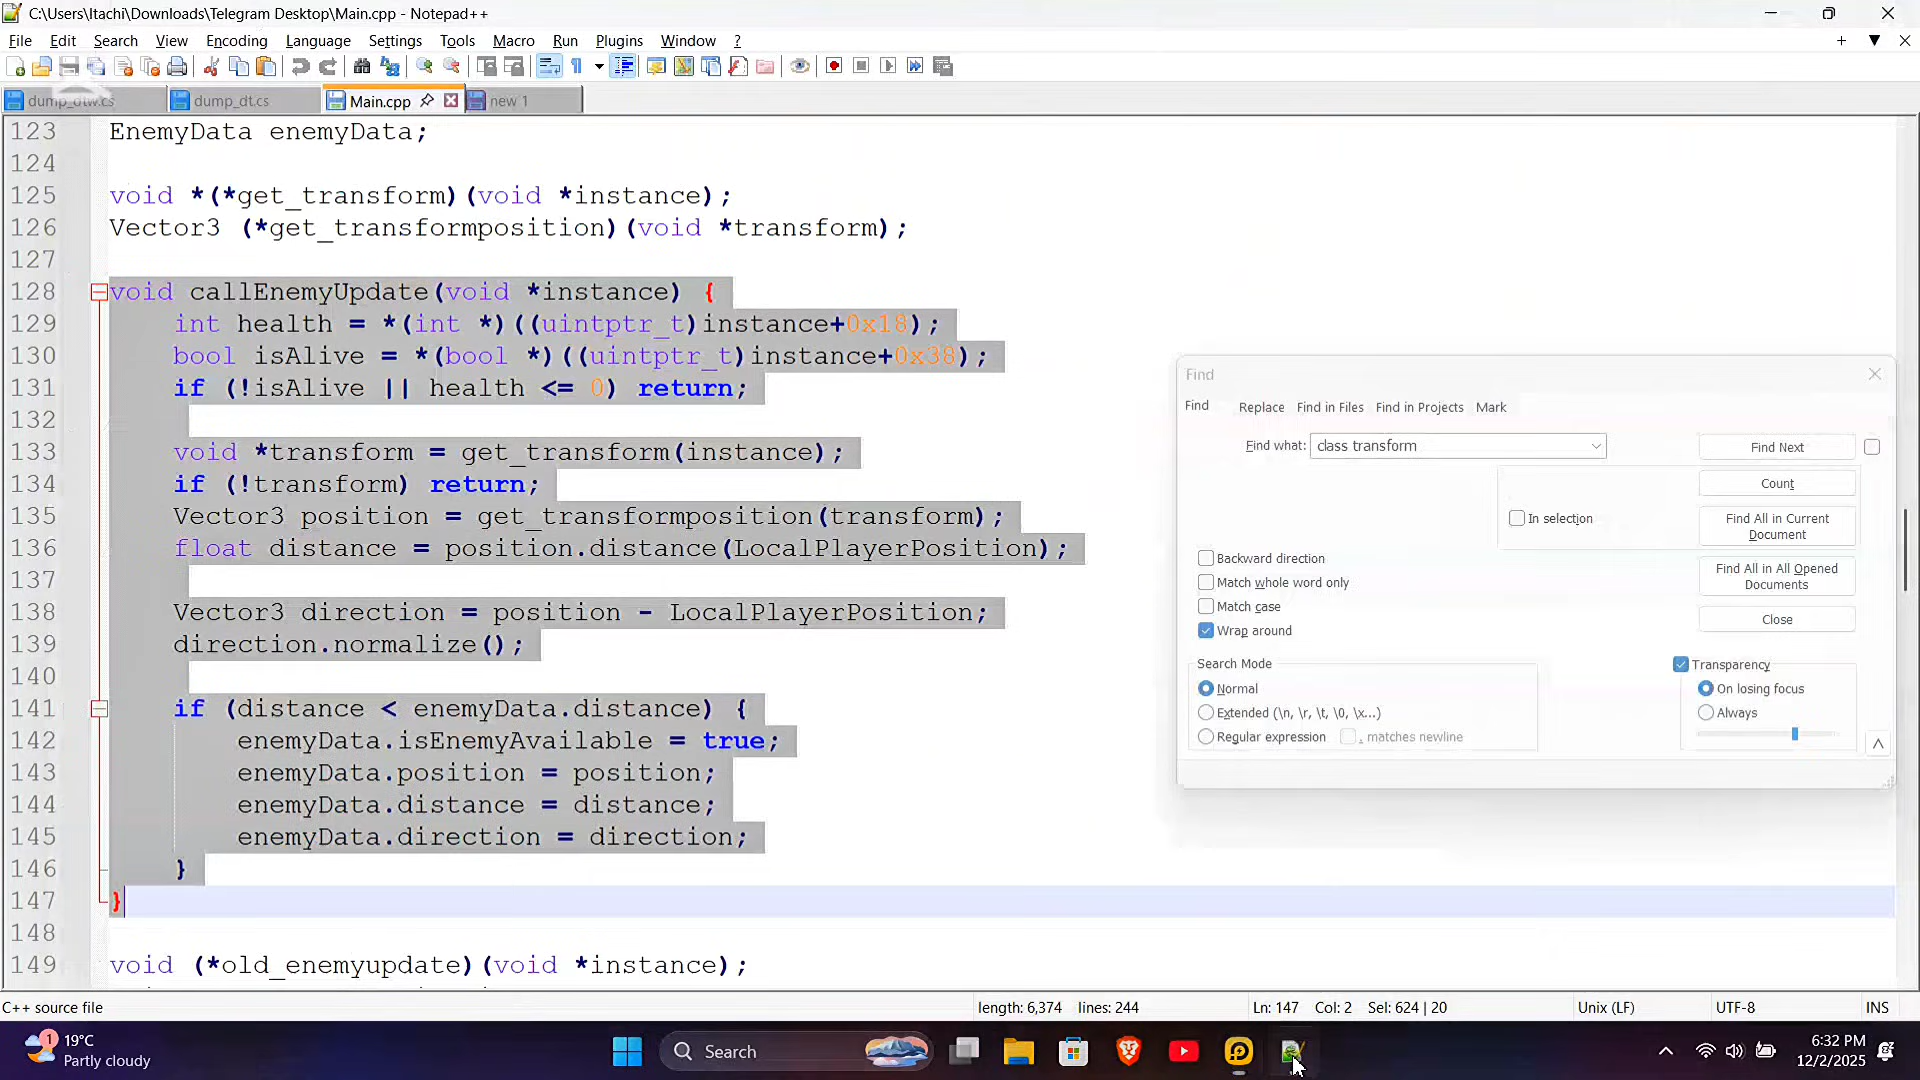 C:\Users\Itachi\Downloads\Telegram Desktop\Main.cpp - Notepad++
File Edit Search View Encoding Language Settings Tools Macro Run Plugins Window ?
dump_dtw.cs dump_dt.cs Main.cpp new 1
123 EnemyData enemyData;
124
125 void *(*get_transform)(void *instance);
126 Vector3 (*get_transformposition)(void *transform);
127
128 void callEnemyUpdate(void *instance) {
129 int health = *(int *)((uintptr_t)instance+0x18);
130 bool isAlive = *(bool *)((uintptr_t)instance+0x38);
131 if (!isAlive || health <= 0) return;
132
133 void *transform = get_transform(instance);
134 if (!transform) return;
135 Vector3 position = get_transformposition(transform);
136 float distance = position.distance(LocalPlayerPosition);
137
138 Vector3 direction = position - LocalPlayerPosition;
139 direction.normalize();
140
141 if (distance < enemyData.distance) {
142 enemyData.isEnemyAvailable = true;
143 enemyData.position = position;
144 enemyData.distance = distance;
145 enemyData.direction = direction;
146 }
147 }
148
149 void (*old_enemyupdate)(void *instance);
Find
Find Replace Find in Files Find in Projects Mark
Find what: class transform Find Next
Count
In selection Find All in Current
Document
Backward direction Find All in All Opened
Documents
Match whole word only
Match case
Close
Wrap around
Search Mode Transparency
Normal On losing focus
Extended (\n, \r, \t, \0, \x...) Always
Regular expression . matches newline
C++ source file length: 6,374 lines: 244 Ln: 147 Col: 2 Sel: 624 | 20 Unix (LF) UTF-8 INS
1 19°C
Partly cloudy
Search
6:32 PM
12/2/2025